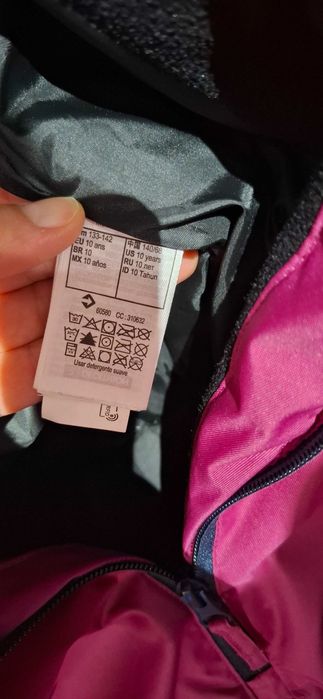 cm 133-142
EU 10 ans
BR 10
MX 10 años
中国 140/68
US 10 years
RU 10 лет
ID 10 Tahun
60580 CC: 310632
Usar detergente suave